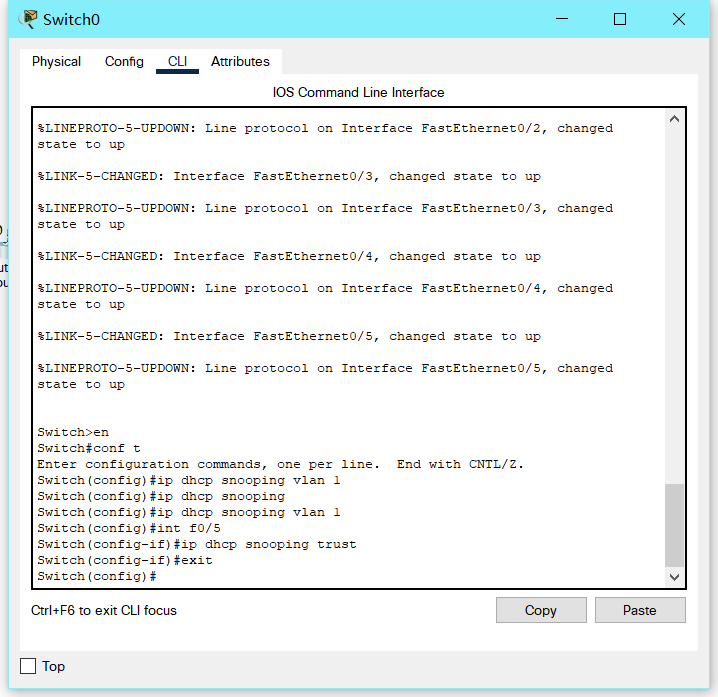 Switch0
Physical Config CLI Attributes
IOS Command Line Interface
%LINEPROTO-5-UPDOWN: Line protocol on Interface FastEthernet0/2, changed
state to up
%LINK-5-CHANGED: Interface FastEthernet0/3, changed state to up
%LINEPROTO-5-UPDOWN: Line protocol on Interface FastEthernet0/3, changed
state to up
%LINK-5-CHANGED: Interface FastEthernet0/4, changed state to up
%LINEPROTO-5-UPDOWN: Line protocol on Interface FastEthernet0/4, changed
state to up
%LINK-5-CHANGED: Interface FastEthernet0/5, changed state to up
%LINEPROTO-5-UPDOWN: Line protocol on Interface FastEthernet0/5, changed
state to up
Switch>en
Switch#conf t
Enter configuration commands, one per line.  End with CNTL/Z.
Switch(config)#ip dhcp snooping vlan 1
Switch(config)#ip dhcp snooping
Switch(config)#ip dhcp snooping vlan 1
Switch(config)#int f0/5
Switch(config-if)#ip dhcp snooping trust
Switch(config-if)#exit
Switch(config)#
Ctrl+F6 to exit CLI focus
Copy Paste
Top